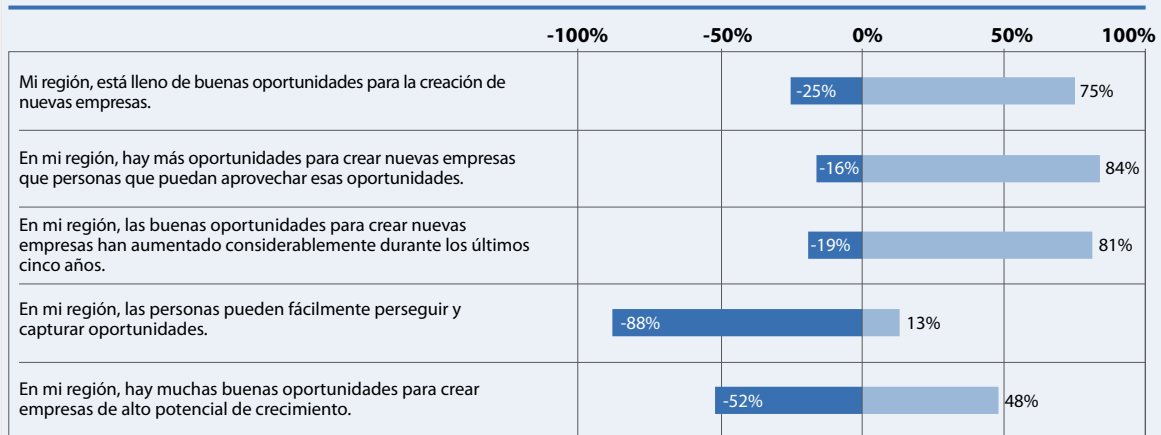 -100% -50% 0% 50% 100%
Mi región, está lleno de buenas oportunidades para la creación de
nuevas empresas.
-25% 75%
En mi región, hay más oportunidades para crear nuevas empresas
que personas que puedan aprovechar esas oportunidades.
-16% 84%
En mi región, las buenas oportunidades para crear nuevas
empresas han aumentado considerablemente durante los últimos
cinco años.
-19% 81%
En mi región, las personas pueden fácilmente perseguir y
capturar oportunidades.
-88% 13%
En mi región, hay muchas buenas oportunidades para crear
empresas de alto potencial de crecimiento.
-52% 48%